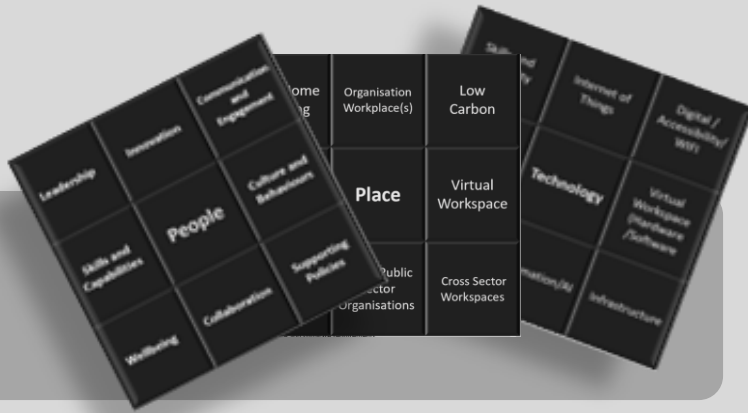 Leadership
Innovation
Communication
and
Engagement
Skills and
Capabilities
People
Culture and
Behaviours
Wellbeing
Collaboration
Supporting
Policies
Organisation
Workplace(s)
Low
Carbon
Place
Virtual
Workspace
Public
Organisations
Cross Sector
Workspaces
Internet of
Things
Digital /
Accessibility/
WiFi
Technology
Virtual
Workspace
(Hardware
/Software
Infrastructure